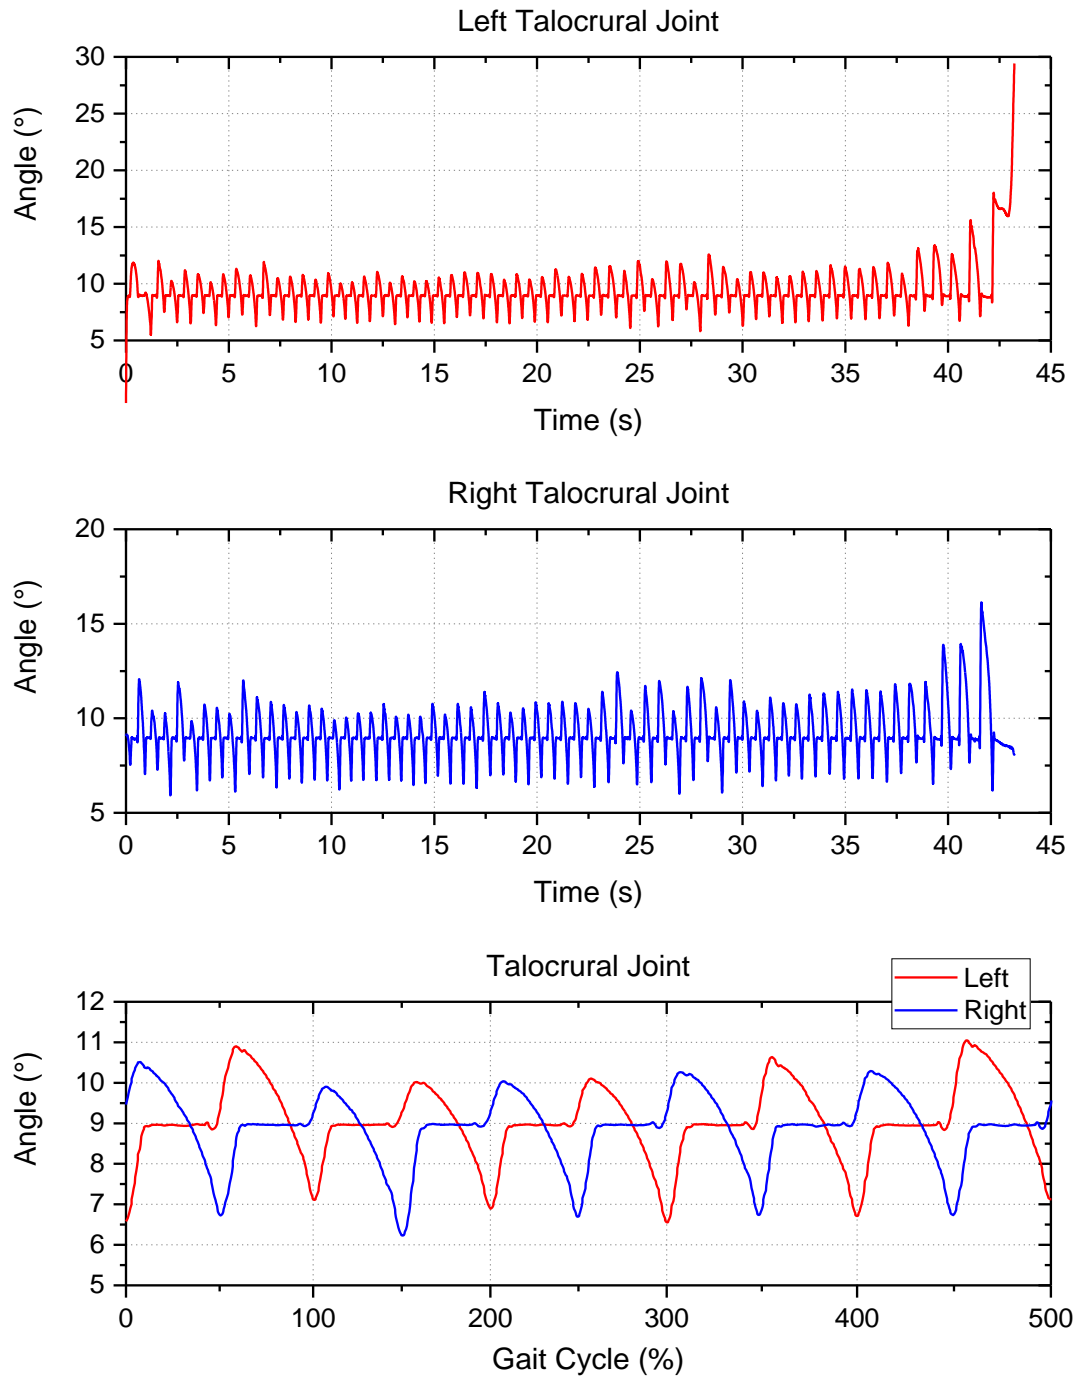 Left Talocrural Joint
30
25
20
15
10
5
Angle (°)
0 5 10 15 20 25 30 35 40 45
Time (s)
Right Talocrural Joint
20
15
10
5
Angle (°)
0 5 10 15 20 25 30 35 40 45
Time (s)
Talocrural Joint
Left
Right
12
11
10
9
8
7
6
5
Angle (°)
0 100 200 300 400 500
Gait Cycle (%)